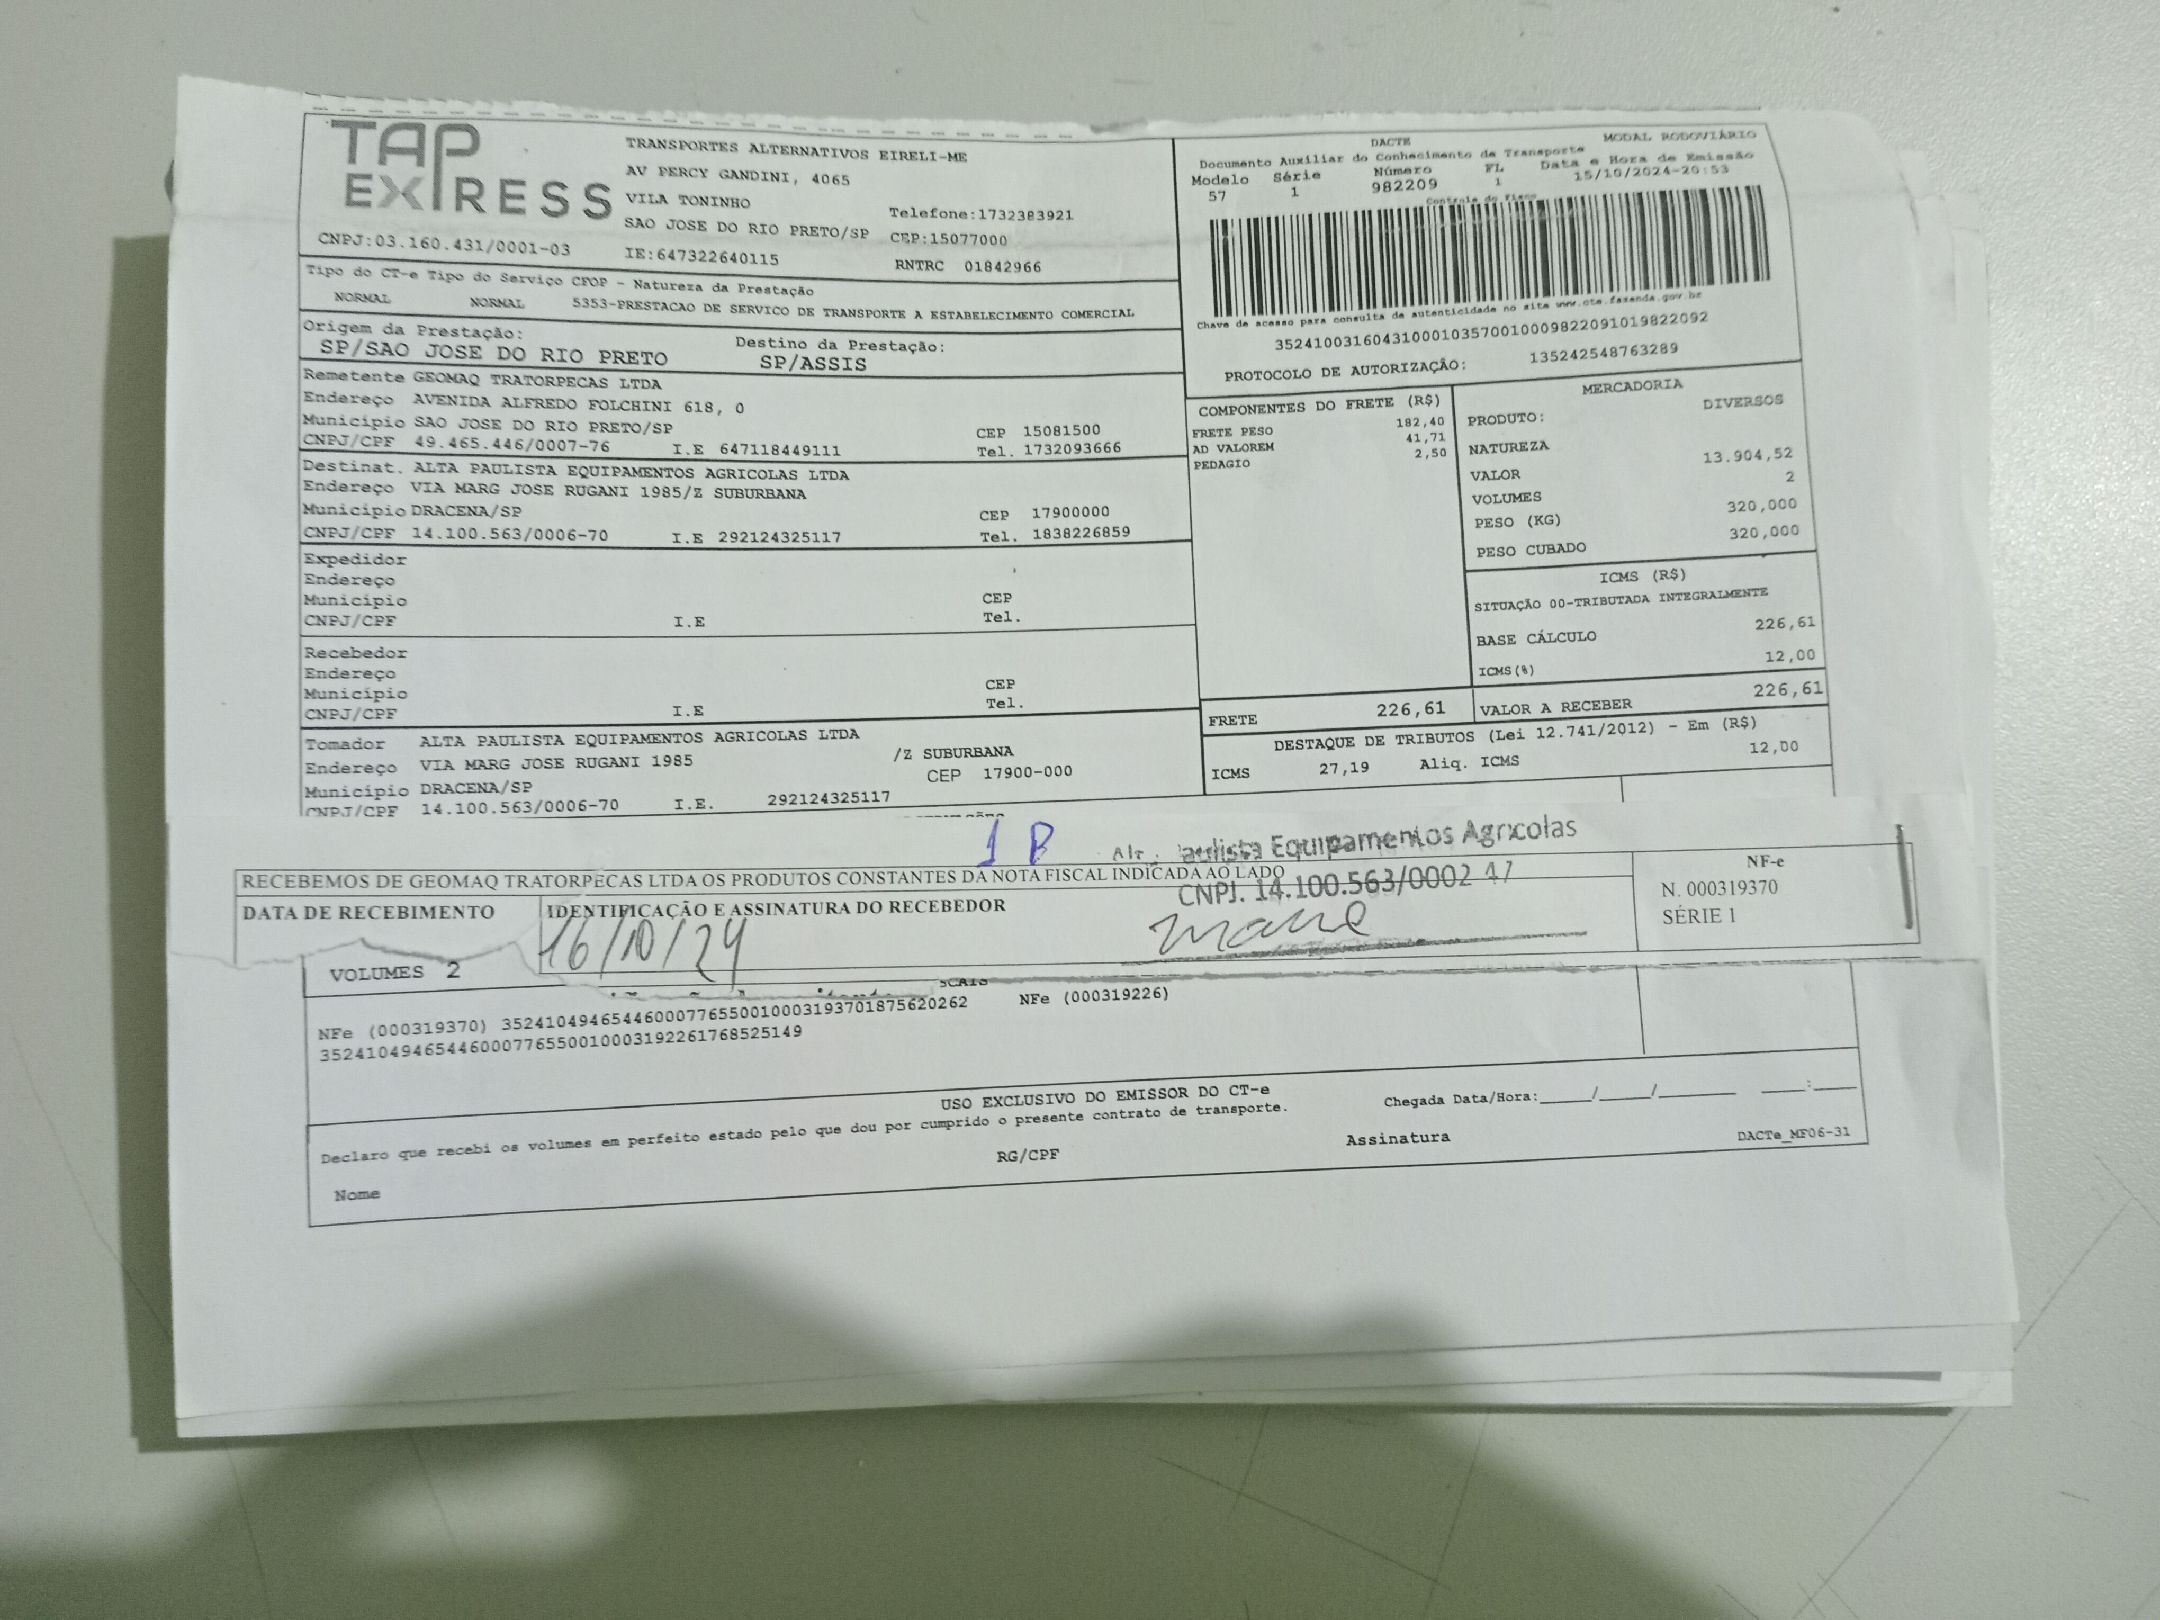 TAP EXPRESS
TRANSPORTES ALTERNATIVOS EIRELI-ME
AV PERCY GANDINI, 4065
VILA TONINHO
Telefone:1732383921
SAO JOSE DO RIO PRETO/SP CEP:15077000
CNPJ:03.160.431/0001-03 IE:647322640115 RNTRC 01842966
Tipo do CT-e Tipo do Serviço CFOP - Natureza da Prestação
NORMAL NORMAL 5353-PRESTACAO DE SERVICO DE TRANSPORTE A ESTABELECIMENTO COMERCIAL
Origem da Prestação: Destino da Prestação:
SP/SAO JOSE DO RIO PRETO SP/ASSIS
Remetente GEOMAQ TRATORPECAS LTDA
Endereço AVENIDA ALFREDO FOLCHINI 618, 0
Município SAO JOSE DO RIO PRETO/SP CEP 15081500
CNPJ/CPF 49.465.446/0007-76 I.E 647118449111 Tel. 1732093666
Destinat. ALTA PAULISTA EQUIPAMENTOS AGRICOLAS LTDA
Endereço VIA MARG JOSE RUGANI 1985/Z SUBURBANA
Município DRACENA/SP CEP 17900000
CNPJ/CPF 14.100.563/0006-70 I.E 292124325117 Tel. 1838226859
Expedidor
Endereço
Município CEP
CNPJ/CPF I.E Tel.
Recebedor
Endereço
Município CEP
CNPJ/CPF I.E Tel.
Tomador ALTA PAULISTA EQUIPAMENTOS AGRICOLAS LTDA
Endereço VIA MARG JOSE RUGANI 1985 /Z SUBURBANA
Município DRACENA/SP CEP 17900-000
CNPJ/CPF 14.100.563/0006-70 I.E. 292124325117
DACTE MODAL RODOVIÁRIO
Documento Auxiliar do Conhecimento de Transporte
Modelo Série Número FL Data e Hora de Emissão
57 1 982209 1 15/10/2024-20:53
Controle do Fisco
Chave de acesso para consulta de autenticidade no site www.cte.fazenda.gov.br
35241003160431000103570010009822091019822092
PROTOCOLO DE AUTORIZAÇÃO: 135242548763289
COMPONENTES DO FRETE (R$)
FRETE PESO 182,40
AD VALOREM 41,71
PEDAGIO 2,50
MERCADORIA
PRODUTO: DIVERSOS
NATUREZA
VALOR 13.904,52
VOLUMES 2
PESO (KG) 320,000
PESO CUBADO 320,000
ICMS (R$)
SITUAÇÃO 00-TRIBUTADA INTEGRALMENTE
BASE CÁLCULO 226,61
ICMS(%) 12,00
FRETE 226,61 VALOR A RECEBER 226,61
DESTAQUE DE TRIBUTOS (Lei 12.741/2012) - Em (R$)
ICMS 27,19 Aliq. ICMS 12,00
1 B
Equipamentos Agrícolas
CNPJ. 14.100.563/0002 47
RECEBEMOS DE GEOMAQ TRATORPECAS LTDA OS PRODUTOS CONSTANTES DA NOTA FISCAL INDICADA AO LADO
DATA DE RECEBIMENTO IDENTIFICAÇÃO E ASSINATURA DO RECEBEDOR
16/10/24
NF-e
N. 000319370
SÉRIE 1
VOLUMES 2
NFe (000319370) 35241049465446000776550010003193701875620262 NFe (000319226)
35241049465446000776550010003192261768525149
USO EXCLUSIVO DO EMISSOR DO CT-e
Declaro que recebi os volumes em perfeito estado pelo que dou por cumprido o presente contrato de transporte.
Chegada Data/Hora:_____/_____/________ ____:____
Nome RG/CPF Assinatura
DACTe_MF06-31